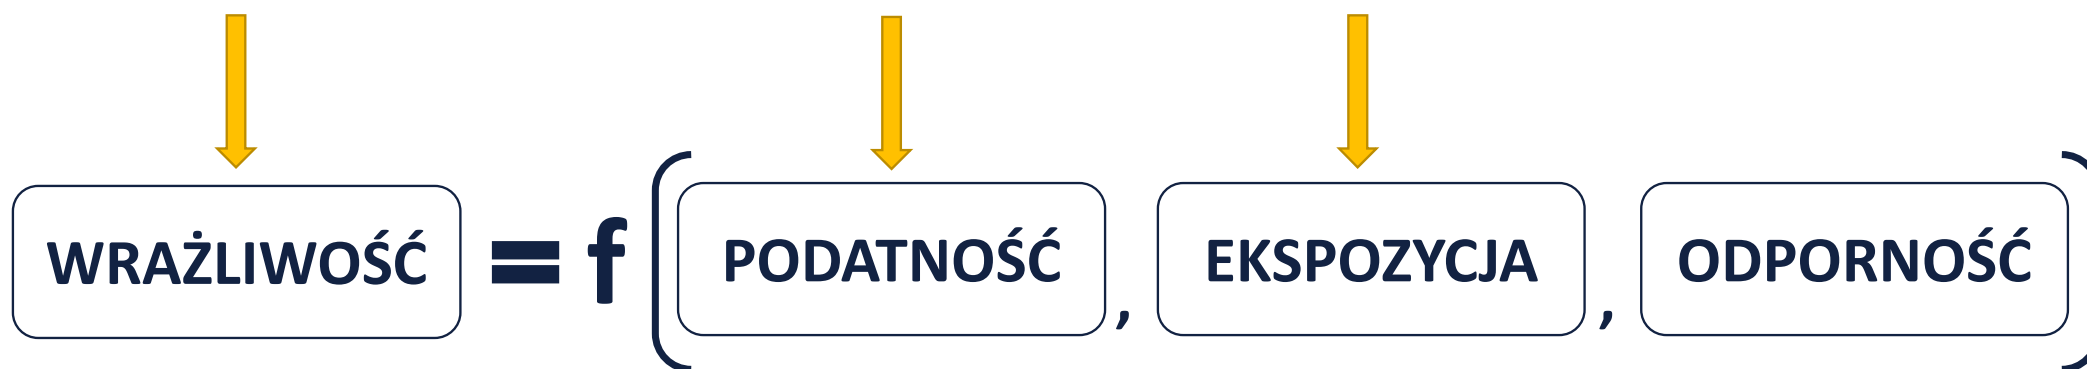 WRAŻLIWOŚĆ = f ( PODATNOŚĆ , EKSPOZYCJA , ODPORNOŚĆ )